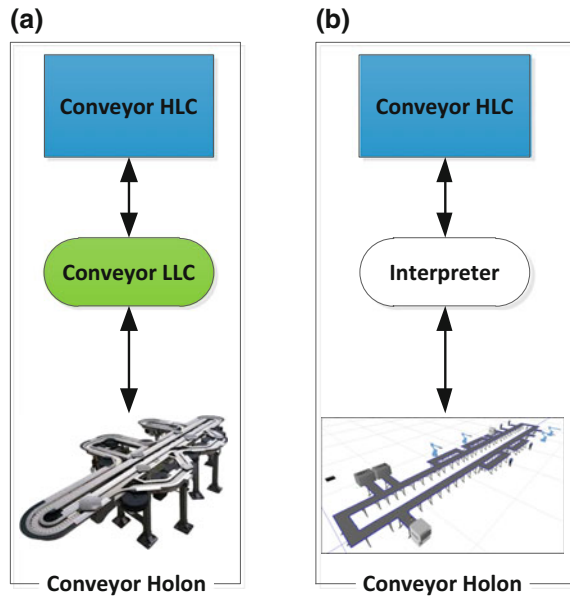 (a)
Conveyor HLC
Conveyor LLC
Conveyor Holon
(b)
Conveyor HLC
Interpreter
Conveyor Holon